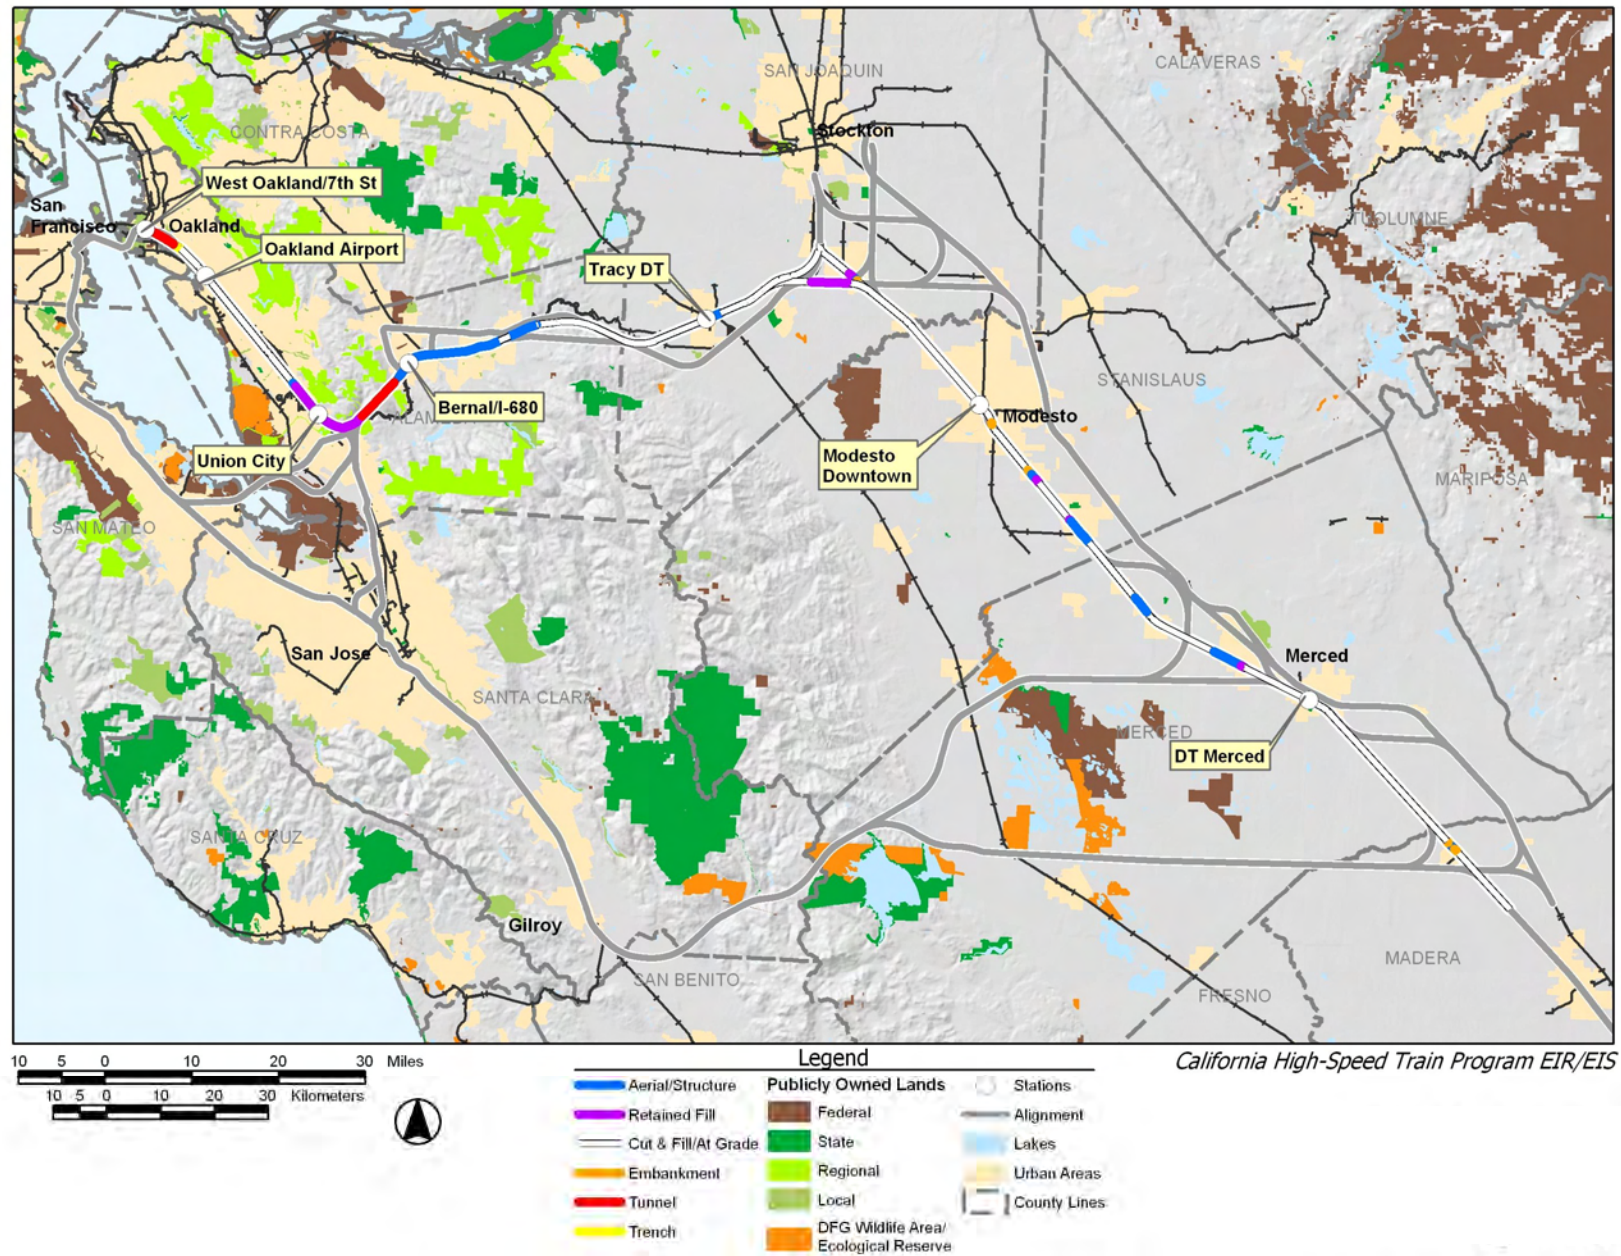 SAN JOAQUIN
CALAVERAS
CONTRA COSTA
Stockton
West Oakland/7th St
San
Francisco
Oakland
TUOLUMNE
Oakland Airport
Tracy DT
STANISLAUS
Bernal/I-680
Modesto
Union City
Modesto
Downtown
MARIPOSA
SAN MATEO
San Jose
Merced
SANTA CLARA
MERCED
DT Merced
SANTA CRUZ
Gilroy
MADERA
SAN BENITO
FRESNO
10 5 0 10 20 30 Miles
10 5 0 10 20 30 Kilometers
Legend
California High-Speed Train Program EIR/EIS
Aerial/Structure
Retained Fill
Cut & Fill/At Grade
Embankment
Tunnel
Trench
Publicly Owned Lands
Federal
State
Regional
Local
DFG Wildlife Area/
Ecological Reserve
Stations
Alignment
Lakes
Urban Areas
County Lines